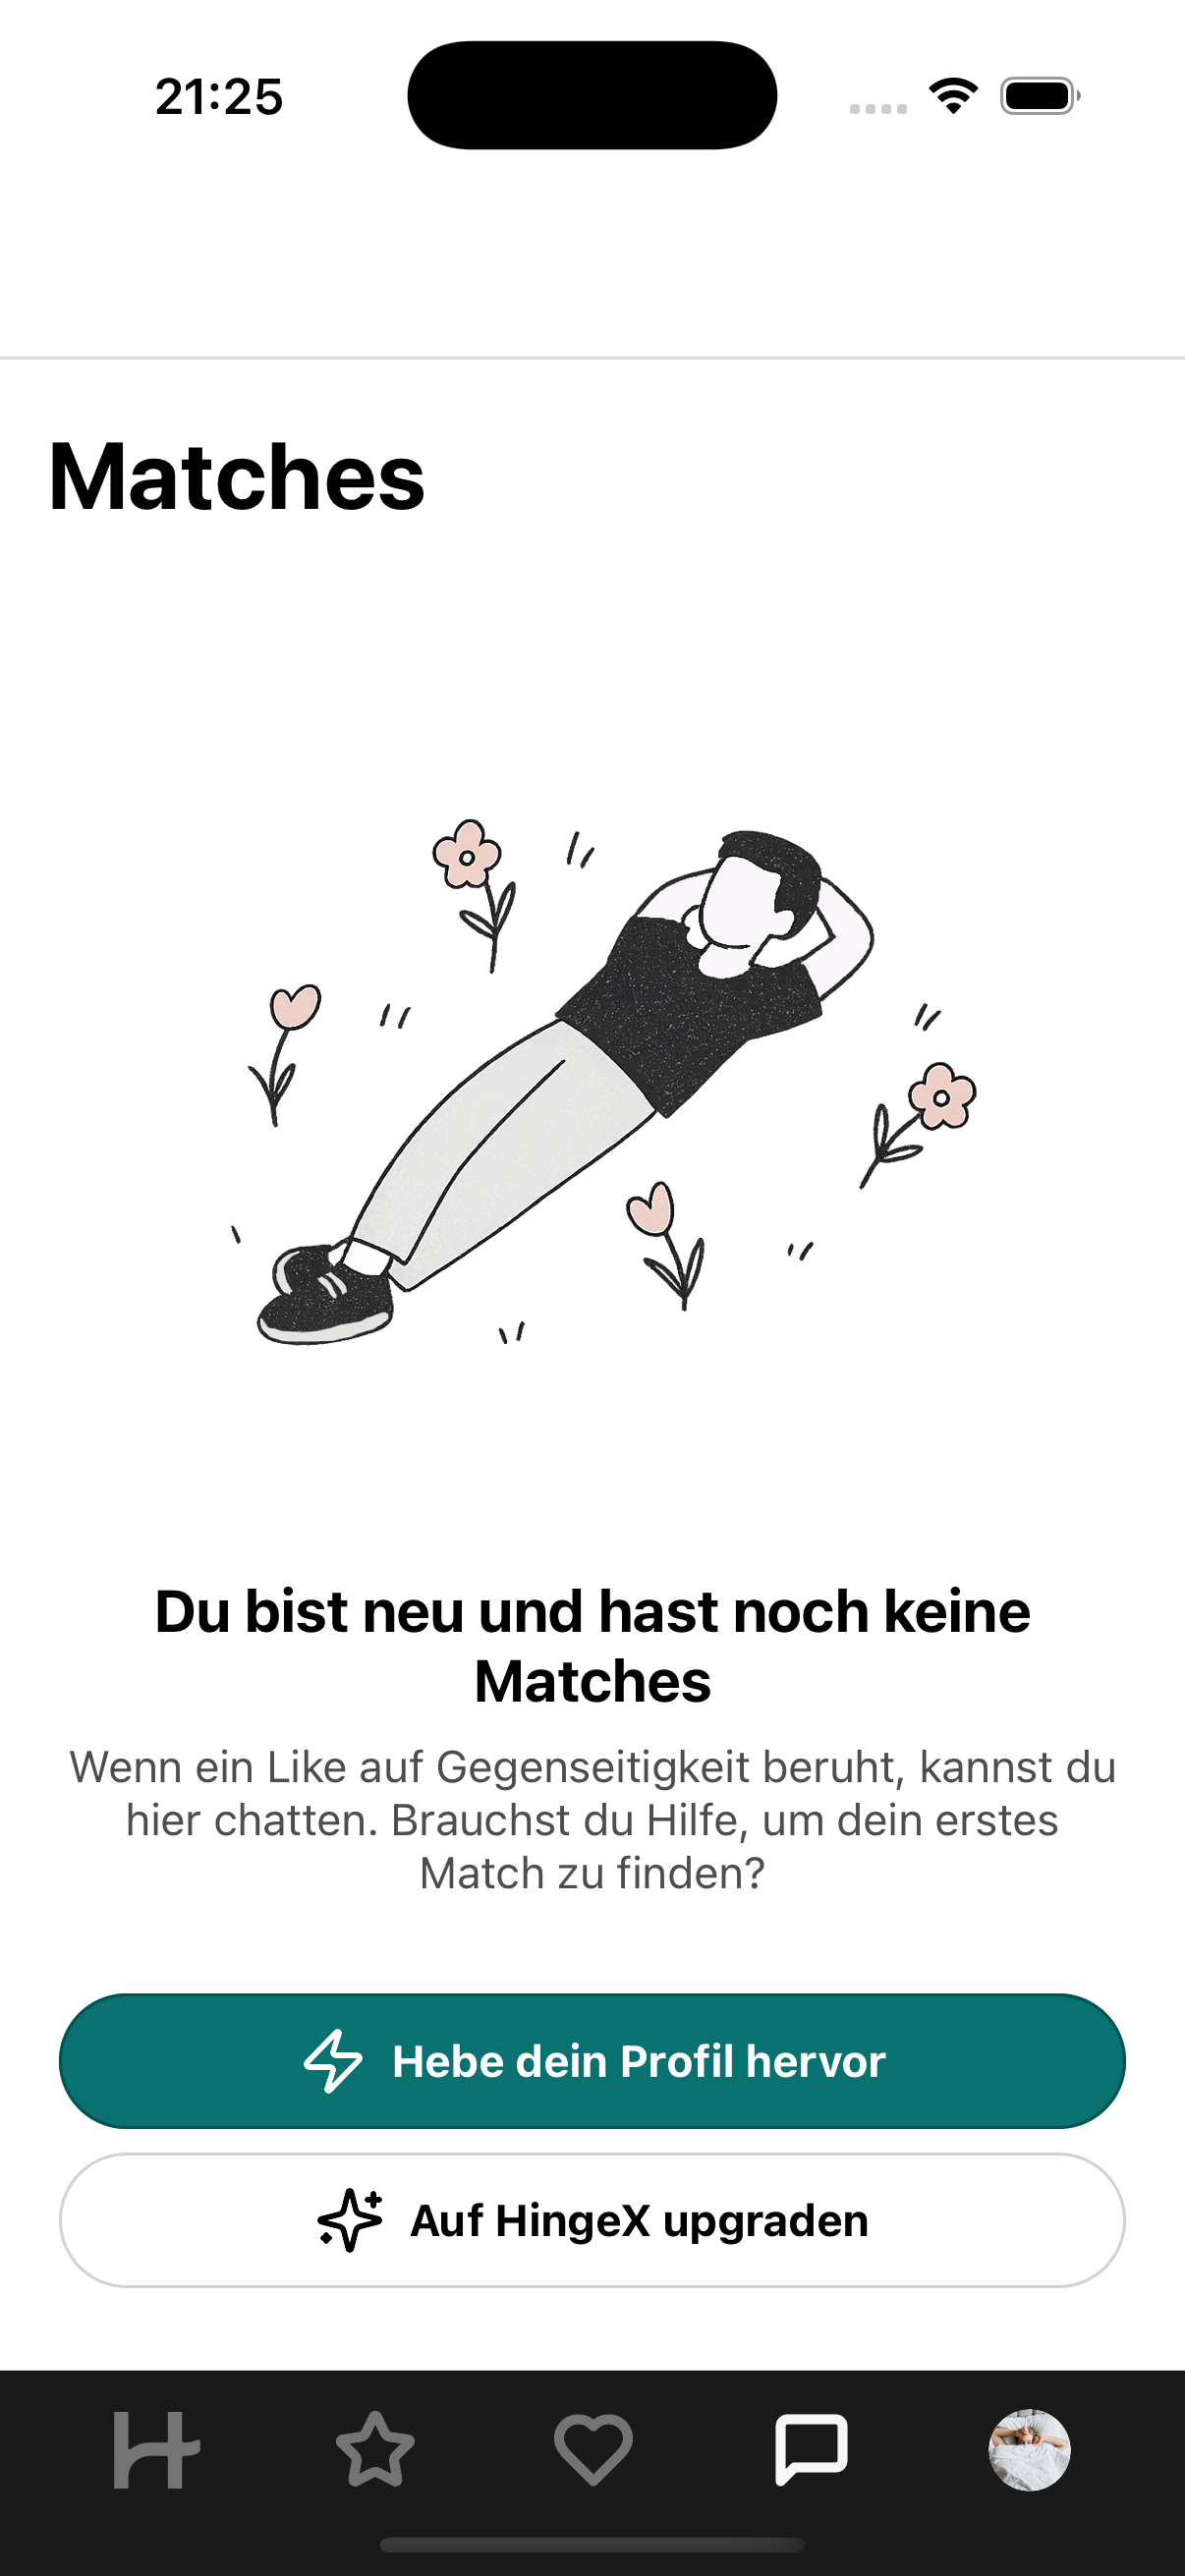 21:25
Matches
Du bist neu und hast noch keine
Matches
Wenn ein Like auf Gegenseitigkeit beruht, kannst du
hier chatten. Brauchst du Hilfe, um dein erstes
Match zu finden?
Hebe dein Profil hervor
Auf HingeX upgraden